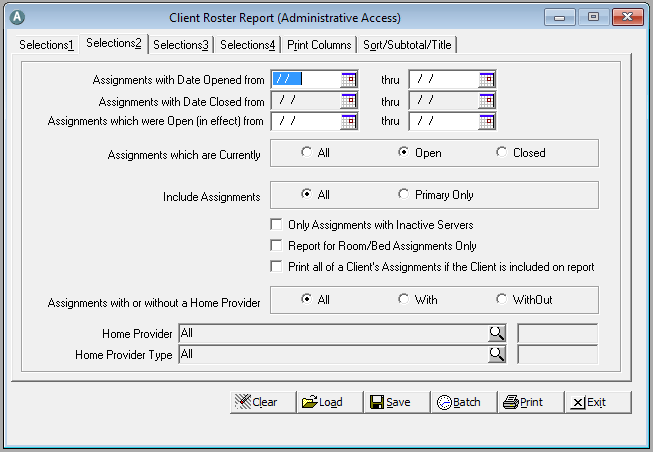 A Client Roster Report (Administrative Access)
Selections1 Selections2 Selections3 Selections4 Print Columns Sort/Subtotal/Title
Assignments with Date Opened from / / thru / /
Assignments with Date Closed from / / thru / /
Assignments which were Open (in effect) from / / thru / /
Assignments which are Currently All Open Closed
Include Assignments All Primary Only
Only Assignments with Inactive Servers
Report for Room/Bed Assignments Only
Print all of a Client's Assignments if the Client is included on report
Assignments with or without a Home Provider All With WithOut
Home Provider All
Home Provider Type All
Clear Load Save Batch Print Exit